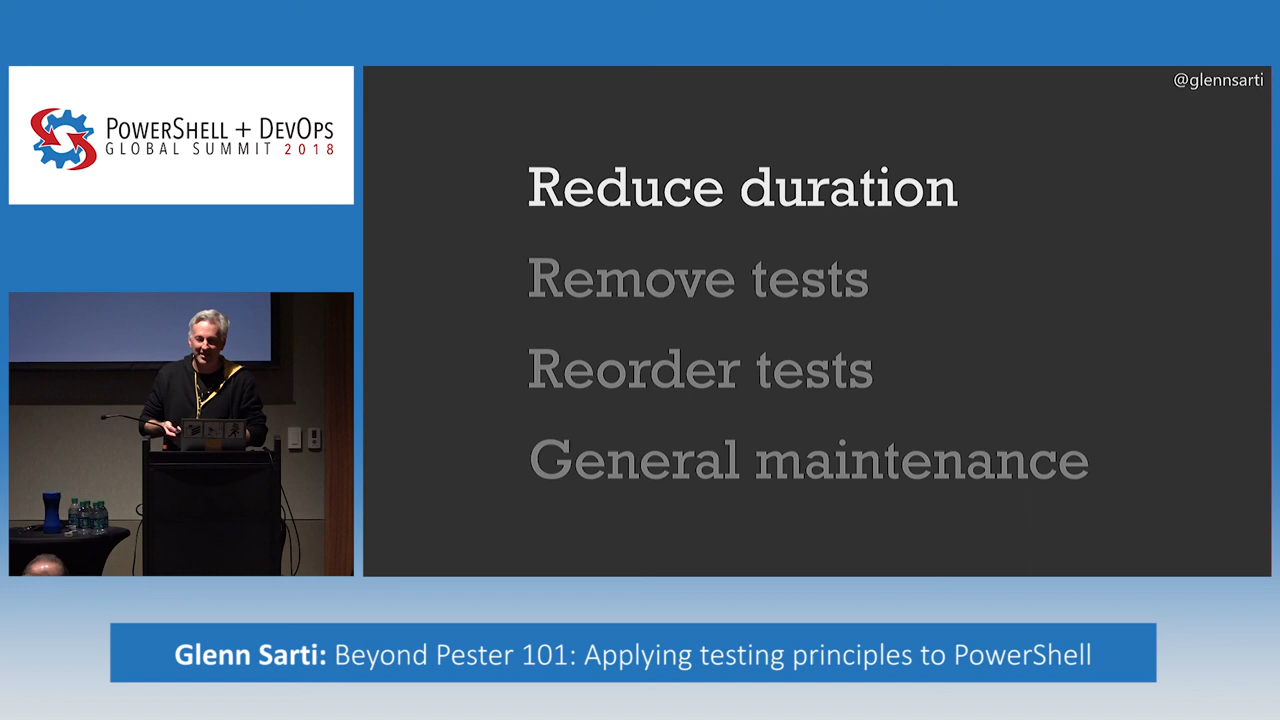 POWERSHELL + DEVOPS
GLOBAL SUMMIT 2018
@glennsarti
Reduce duration
Remove tests
Reorder tests
General maintenance
Glenn Sarti: Beyond Pester 101: Applying testing principles to PowerShell